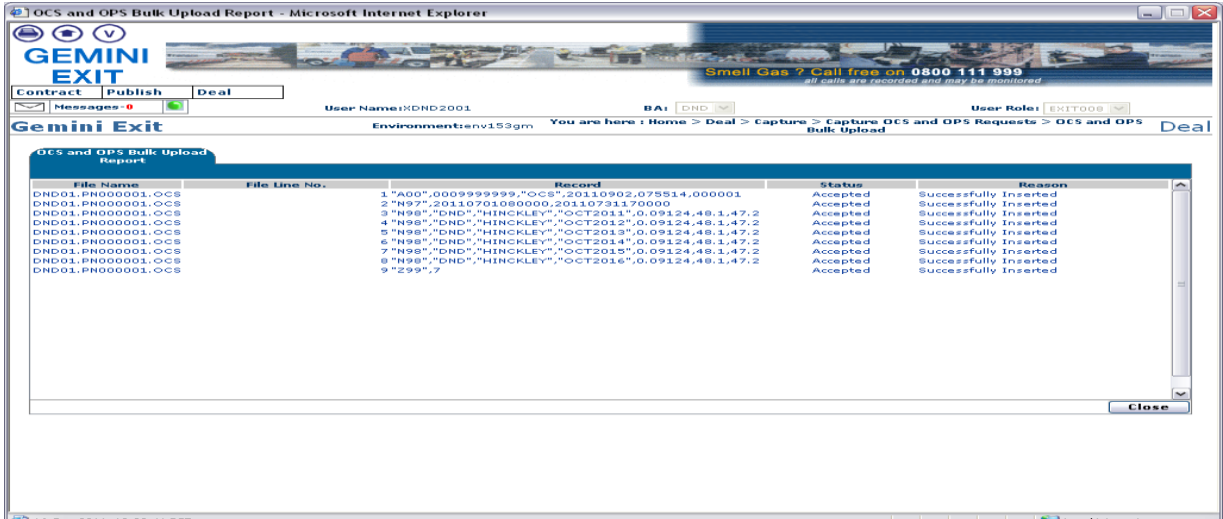 OCS and OPS Bulk Upload Report - Microsoft Internet Explorer
V
GEMINI
EXIT
Smell Gas ? Call free on 0800 111 999
all calls are recorded and may be monitored
Contract Publish Deal
Messages-0 User Name:XDND2001 BA: DND User Role: EXIT008
Gemini Exit Environment:env153gm You are here : Home > Deal > Capture > Capture OCS and OPS Requests > OCS and OPS Bulk Upload Deal
OCS and OPS Bulk Upload Report
File Name File Line No. Record Status Reason
DND01.PN000001.OCS 1 "A00",0009999999,"OCS",20110902,075514,000001 Accepted Successfully Inserted
DND01.PN000001.OCS 2 "N97",20110701080000,20110731170000 Accepted Successfully Inserted
DND01.PN000001.OCS 3 "N98","DND","HINCKLEY","OCT2011",0.09124,48.1,47.2 Accepted Successfully Inserted
DND01.PN000001.OCS 4 "N98","DND","HINCKLEY","OCT2012",0.09124,48.1,47.2 Accepted Successfully Inserted
DND01.PN000001.OCS 5 "N98","DND","HINCKLEY","OCT2013",0.09124,48.1,47.2 Accepted Successfully Inserted
DND01.PN000001.OCS 6 "N98","DND","HINCKLEY","OCT2014",0.09124,48.1,47.2 Accepted Successfully Inserted
DND01.PN000001.OCS 7 "N98","DND","HINCKLEY","OCT2015",0.09124,48.1,47.2 Accepted Successfully Inserted
DND01.PN000001.OCS 8 "N98","DND","HINCKLEY","OCT2016",0.09124,48.1,47.2 Accepted Successfully Inserted
DND01.PN000001.OCS 9 "Z99",7 Accepted Successfully Inserted
Close